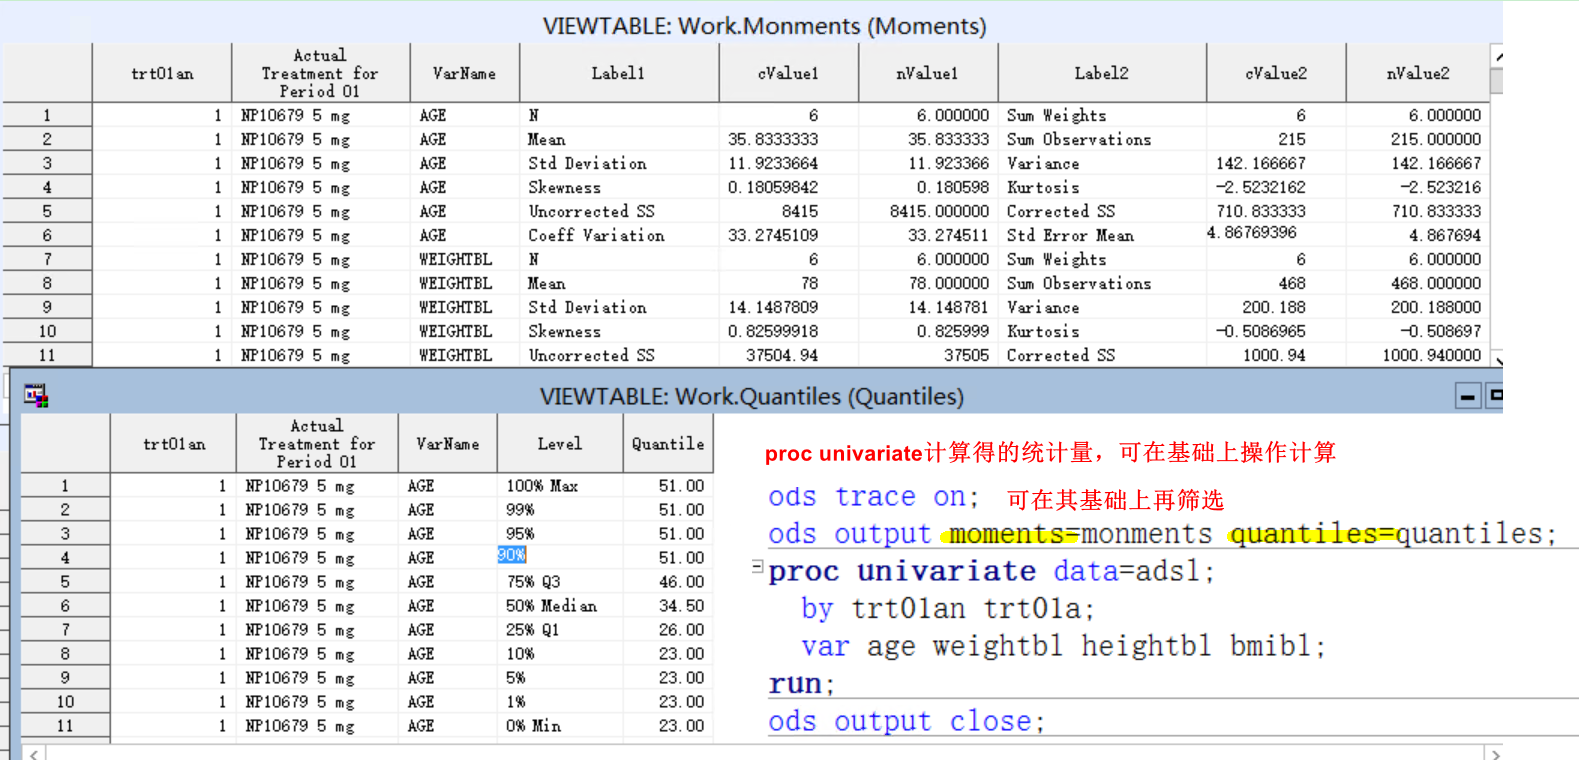 VIEWTABLE: Work.Monments (Moments)
trt01an Actual Treatment for Period 01 VarName Label1 cValue1 nValue1 Label2 cValue2 nValue2
1 1 NP10679 5 mg AGE N 6 6.000000 Sum Weights 6 6.000000
2 1 NP10679 5 mg AGE Mean 35.8333333 35.833333 Sum Observations 215 215.000000
3 1 NP10679 5 mg AGE Std Deviation 11.9233664 11.923366 Variance 142.166667 142.166667
4 1 NP10679 5 mg AGE Skewness 0.18059842 0.180598 Kurtosis -2.5232162 -2.523216
5 1 NP10679 5 mg AGE Uncorrected SS 8415 8415.000000 Corrected SS 710.833333 710.833333
6 1 NP10679 5 mg AGE Coeff Variation 33.2745109 33.274511 Std Error Mean 4.86769396 4.867694
7 1 NP10679 5 mg WEIGHTBL N 6 6.000000 Sum Weights 6 6.000000
8 1 NP10679 5 mg WEIGHTBL Mean 78 78.000000 Sum Observations 468 468.000000
9 1 NP10679 5 mg WEIGHTBL Std Deviation 14.1487809 14.148781 Variance 200.188 200.188000
10 1 NP10679 5 mg WEIGHTBL Skewness 0.82599918 0.825999 Kurtosis -0.5086965 -0.508697
11 1 NP10679 5 mg WEIGHTBL Uncorrected SS 37504.94 37505 Corrected SS 1000.94 1000.940000
VIEWTABLE: Work.Quantiles (Quantiles)
trt01an Actual Treatment for Period 01 VarName Level Quantile
1 1 NP10679 5 mg AGE 100% Max 51.00
2 1 NP10679 5 mg AGE 99% 51.00
3 1 NP10679 5 mg AGE 95% 51.00
4 1 NP10679 5 mg AGE 90% 51.00
5 1 NP10679 5 mg AGE 75% Q3 46.00
6 1 NP10679 5 mg AGE 50% Median 34.50
7 1 NP10679 5 mg AGE 25% Q1 26.00
8 1 NP10679 5 mg AGE 10% 23.00
9 1 NP10679 5 mg AGE 5% 23.00
10 1 NP10679 5 mg AGE 1% 23.00
11 1 NP10679 5 mg AGE 0% Min 23.00
proc univariate计算得的统计量，可在基础上操作计算
ods trace on; 可在其基础上再筛选
ods output moments=monments quantiles=quantiles;
proc univariate data=adsl;
by trt01an trt01a;
var age weightbl heightbl bmibl;
run;
ods output close;